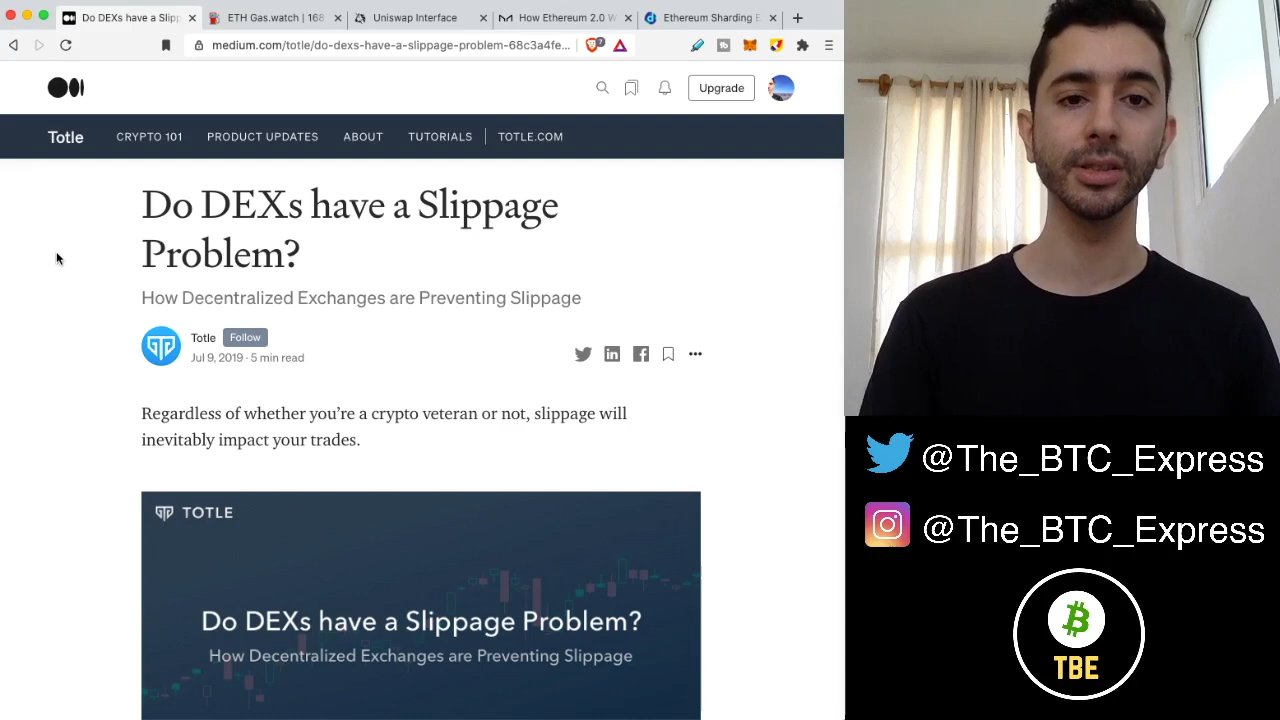 Do DEXs have a Slipp
ETH Gas.watch | 168
Uniswap Interface
How Ethereum 2.0 W
Ethereum Sharding E
medium.com/totle/do-dexs-have-a-slippage-problem-68c3a4fe...
7
Upgrade
Totle
CRYPTO 101
PRODUCT UPDATES
ABOUT
TUTORIALS
TOTLE.COM
Do DEXs have a Slippage
Problem?
How Decentralized Exchanges are Preventing Slippage
Totle
Follow
Jul 9, 2019 · 5 min read
Regardless of whether you’re a crypto veteran or not, slippage will
inevitably impact your trades.
TOTLE
Do DEXs have a Slippage Problem?
How Decentralized Exchanges are Preventing Slippage
@The_BTC_Express
@The_BTC_Express
TBE